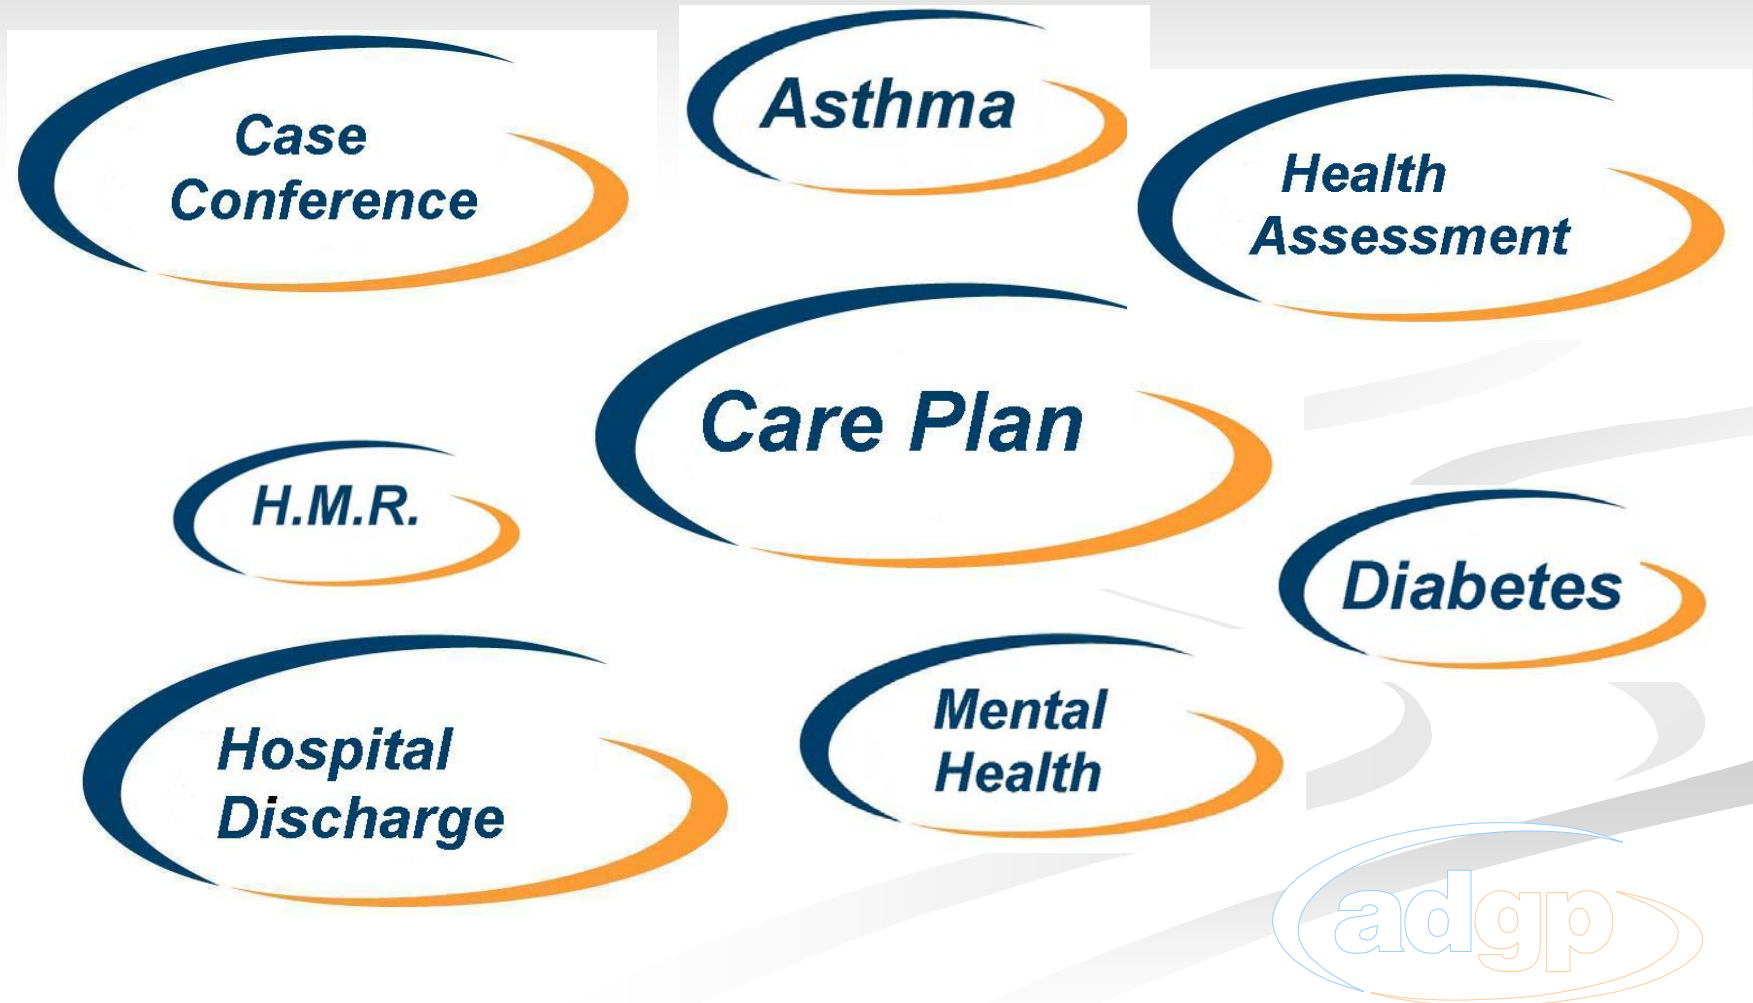 Case
Conference
Asthma
Health
Assessment
Care Plan
H.M.R.
Diabetes
Hospital
Discharge
Mental
Health
adgp